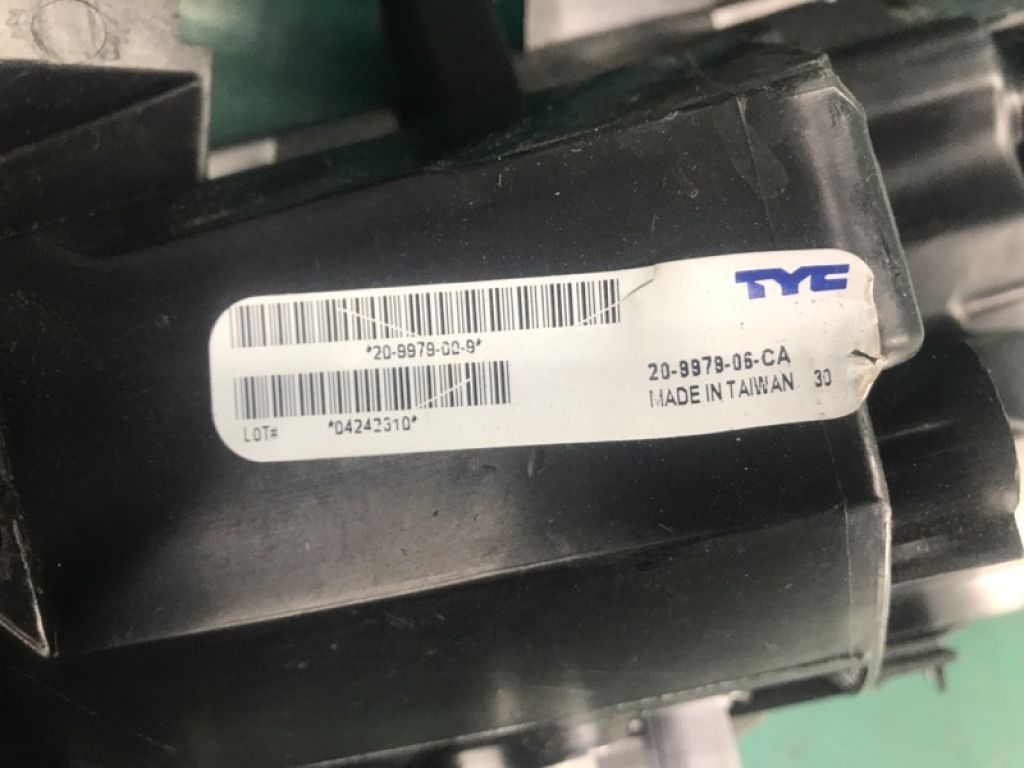 TYC
*20-9979-00-9*
20-9979-06-CA
MADE IN TAIWAN 30
LOT# *04242310*